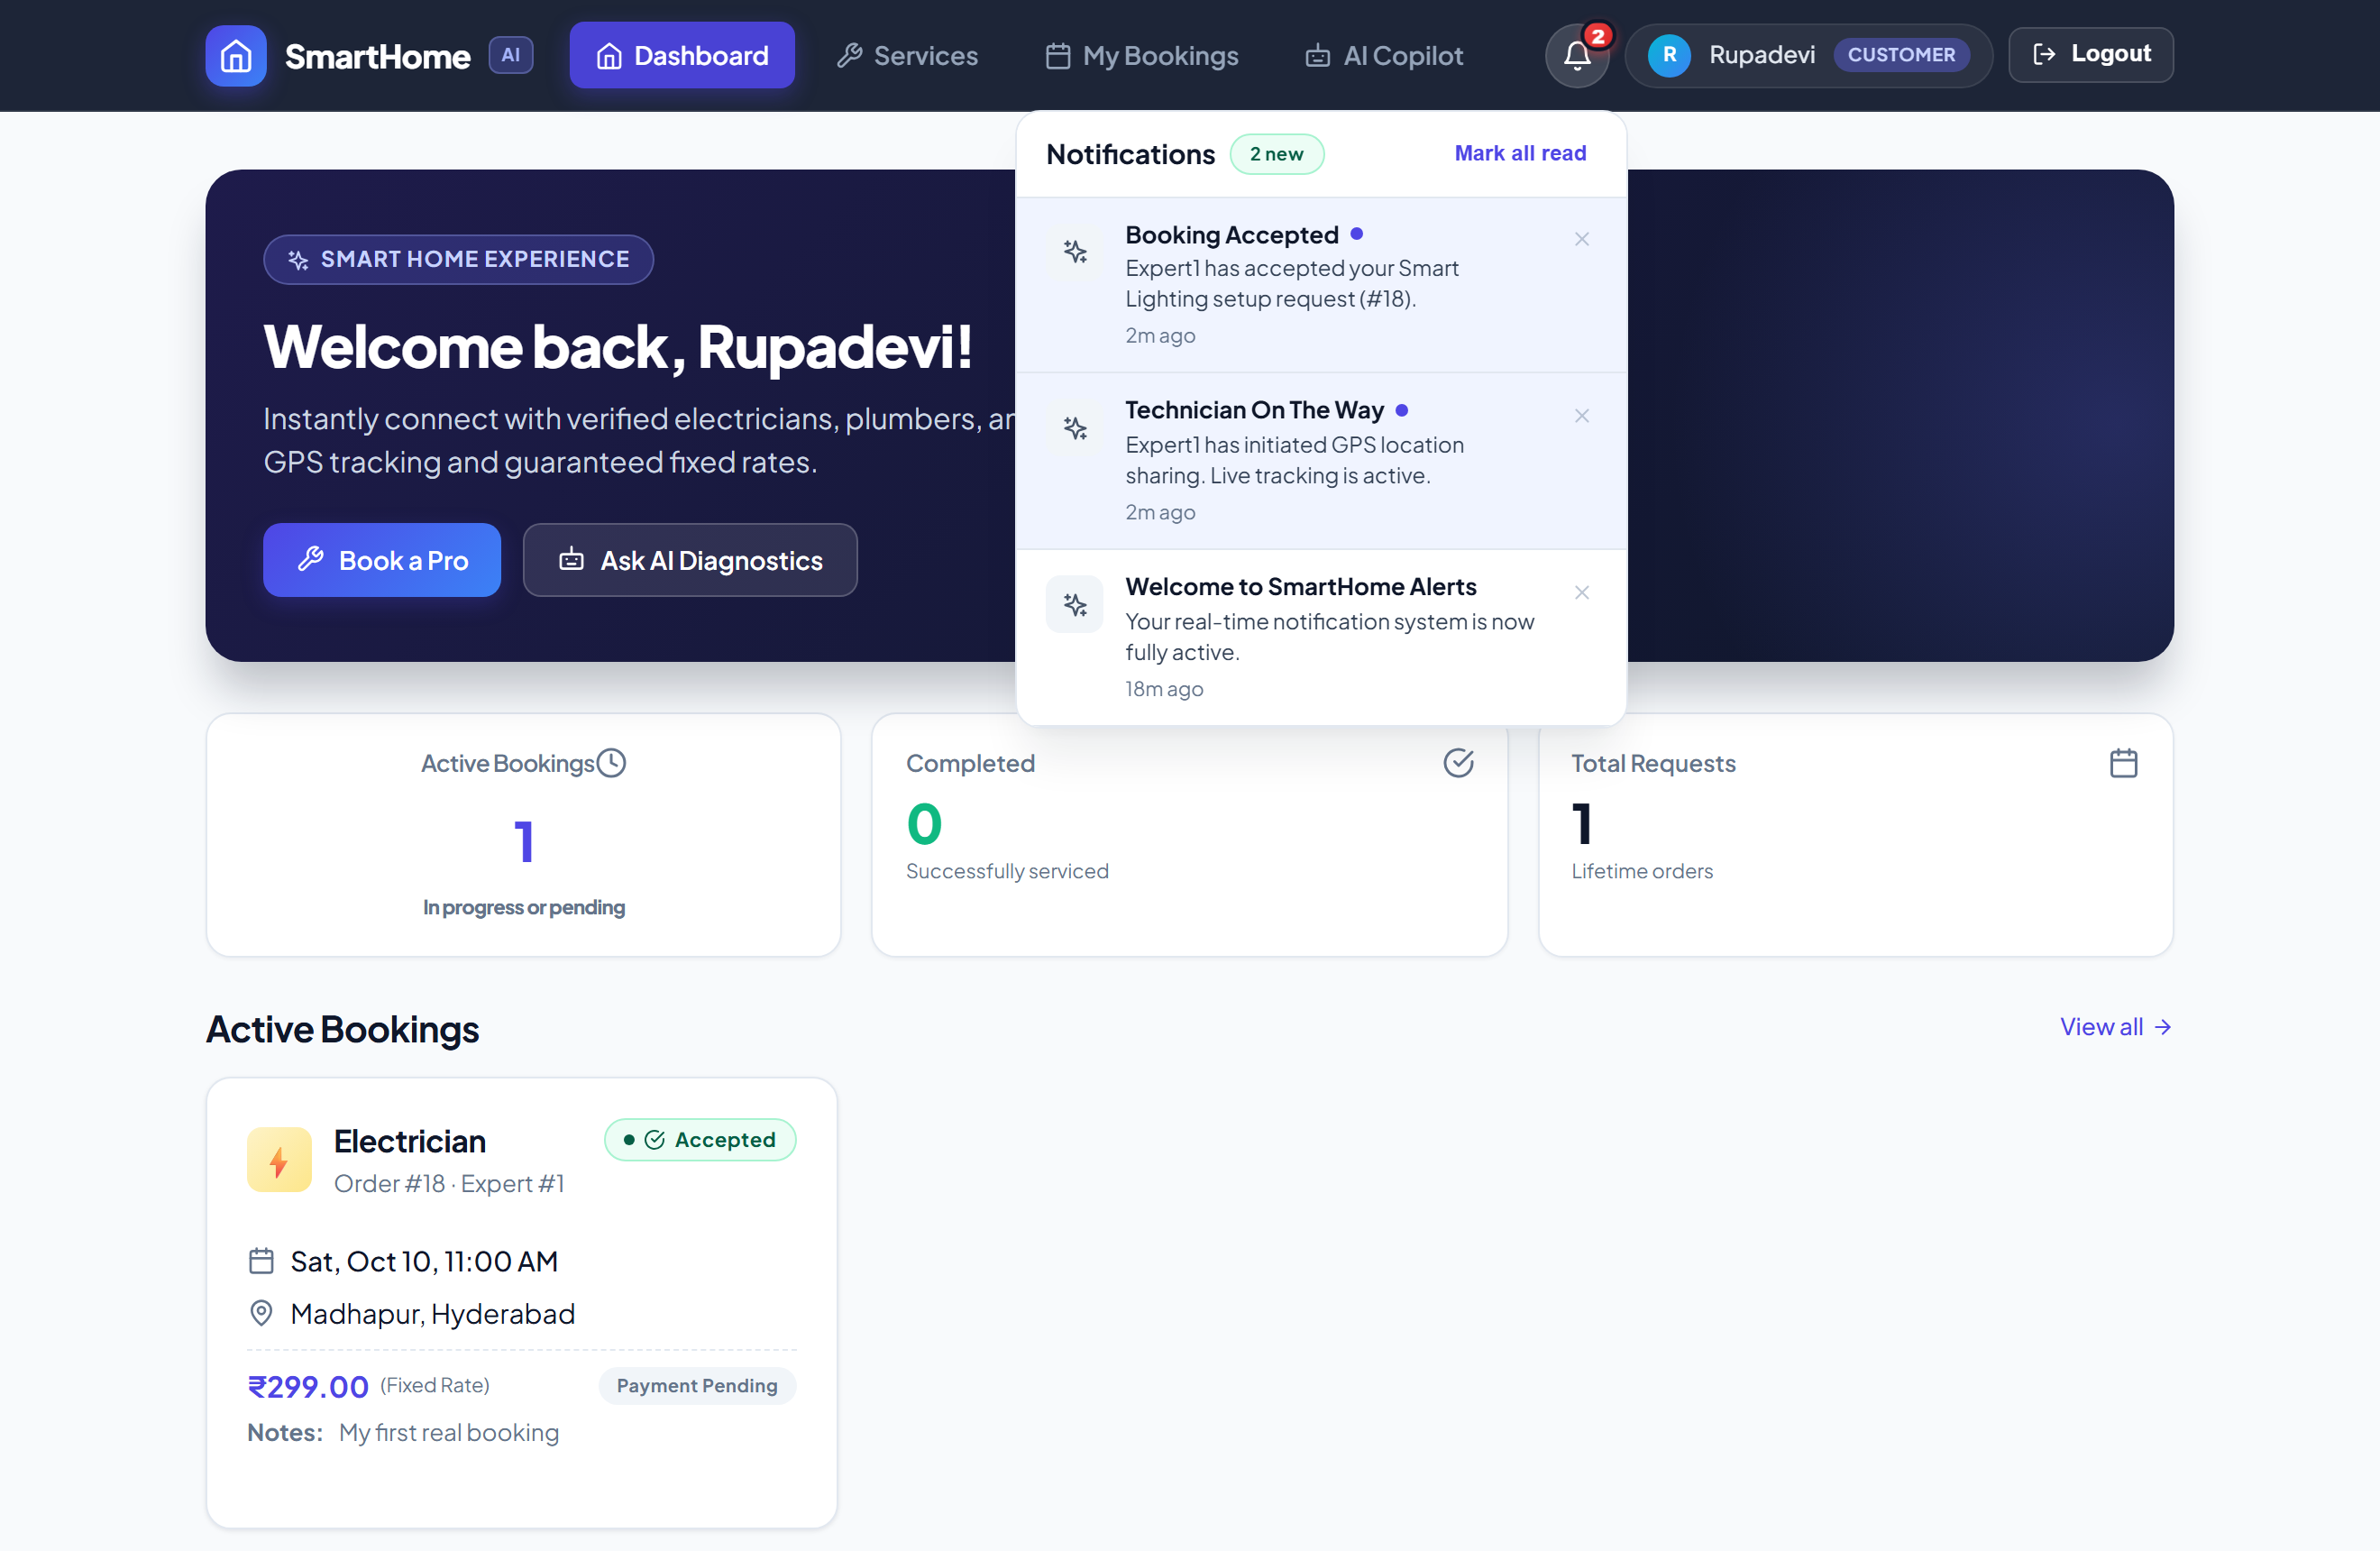 SmartHome AI Dashboard Services My Bookings AI Copilot 2 R Rupadevi CUSTOMER Logout
Notifications 2 new Mark all read
Booking Accepted
Expert1 has accepted your Smart
Lighting setup request (#18).
2m ago
Technician On The Way
Expert1 has initiated GPS location
sharing. Live tracking is active.
2m ago
Welcome to SmartHome Alerts
Your real-time notification system is now
fully active.
18m ago
SMART HOME EXPERIENCE
Welcome back, Rupadevi!
Instantly connect with verified electricians, plumbers,
GPS tracking and guaranteed fixed rates.
Book a Pro Ask AI Diagnostics
Active Bookings
1
In progress or pending
Completed
0
Successfully serviced
Total Requests
1
Lifetime orders
Active Bookings View all →
Electrician Accepted
Order #18 · Expert #1
Sat, Oct 10, 11:00 AM
Madhapur, Hyderabad
₹299.00 (Fixed Rate) Payment Pending
Notes: My first real booking